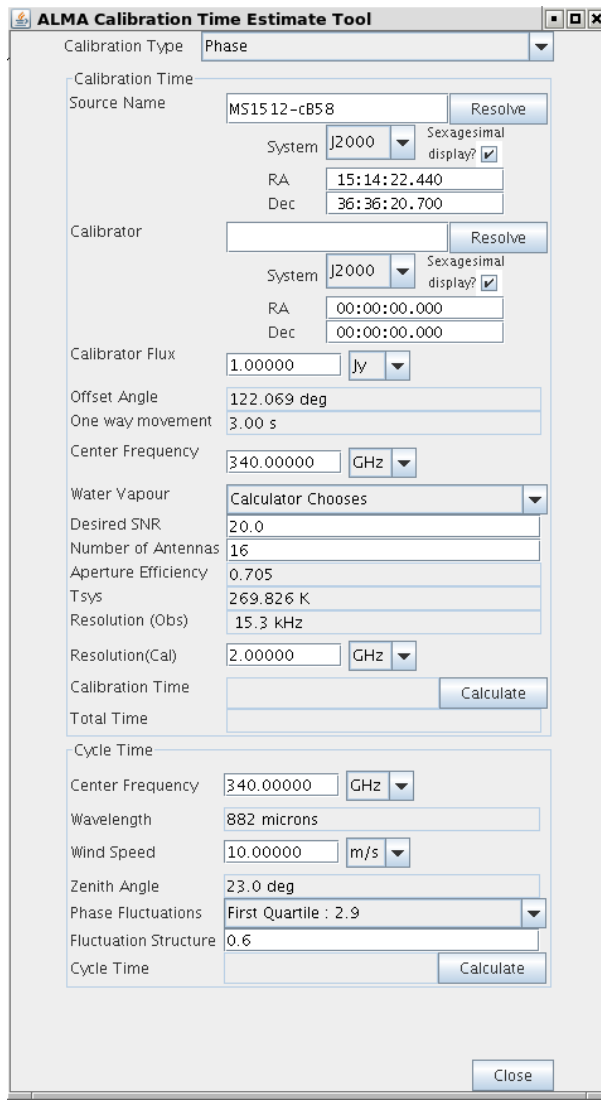 ALMA Calibration Time Estimate Tool
Calibration Type Phase
Calibration Time
Source Name MS1512-cB58 Resolve
System J2000 Sexagesimal display?
RA 15:14:22.440
Dec 36:36:20.700
Calibrator Resolve
System J2000 Sexagesimal display?
RA 00:00:00.000
Dec 00:00:00.000
Calibrator Flux 1.00000 Jy
Offset Angle 122.069 deg
One way movement 3.00 s
Center Frequency 340.00000 GHz
Water Vapour Calculator Chooses
Desired SNR 20.0
Number of Antennas 16
Aperture Efficiency 0.705
Tsys 269.826 K
Resolution (Obs) 15.3 kHz
Resolution(Cal) 2.00000 GHz
Calibration Time Calculate
Total Time
Cycle Time
Center Frequency 340.00000 GHz
Wavelength 882 microns
Wind Speed 10.00000 m/s
Zenith Angle 23.0 deg
Phase Fluctuations First Quartile : 2.9
Fluctuation Structure 0.6
Cycle Time Calculate
Close